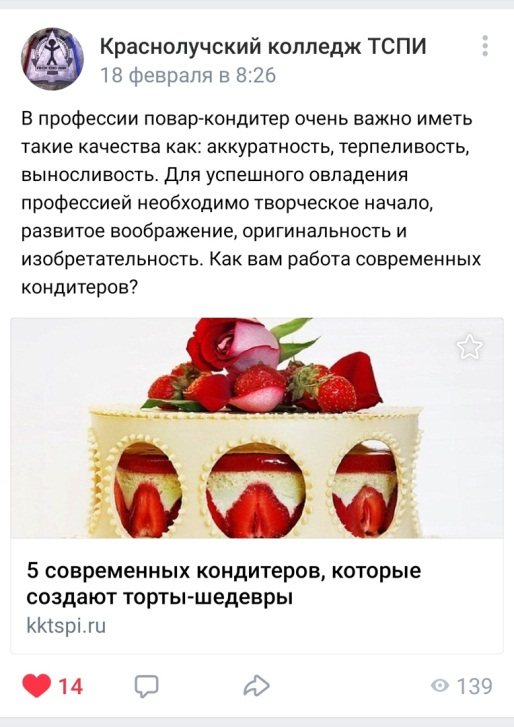 Краснолучский колледж ТСПИ
18 февраля в 8:26
В профессии повар-кондитер очень важно иметь
такие качества как: аккуратность, терпеливость,
выносливость. Для успешного овладения
профессией необходимо творческое начало,
развитое воображение, оригинальность и
изобретательность. Как вам работа современных
кондитеров?
5 современных кондитеров, которые
создают торты-шедевры
kktspi.ru
14
139